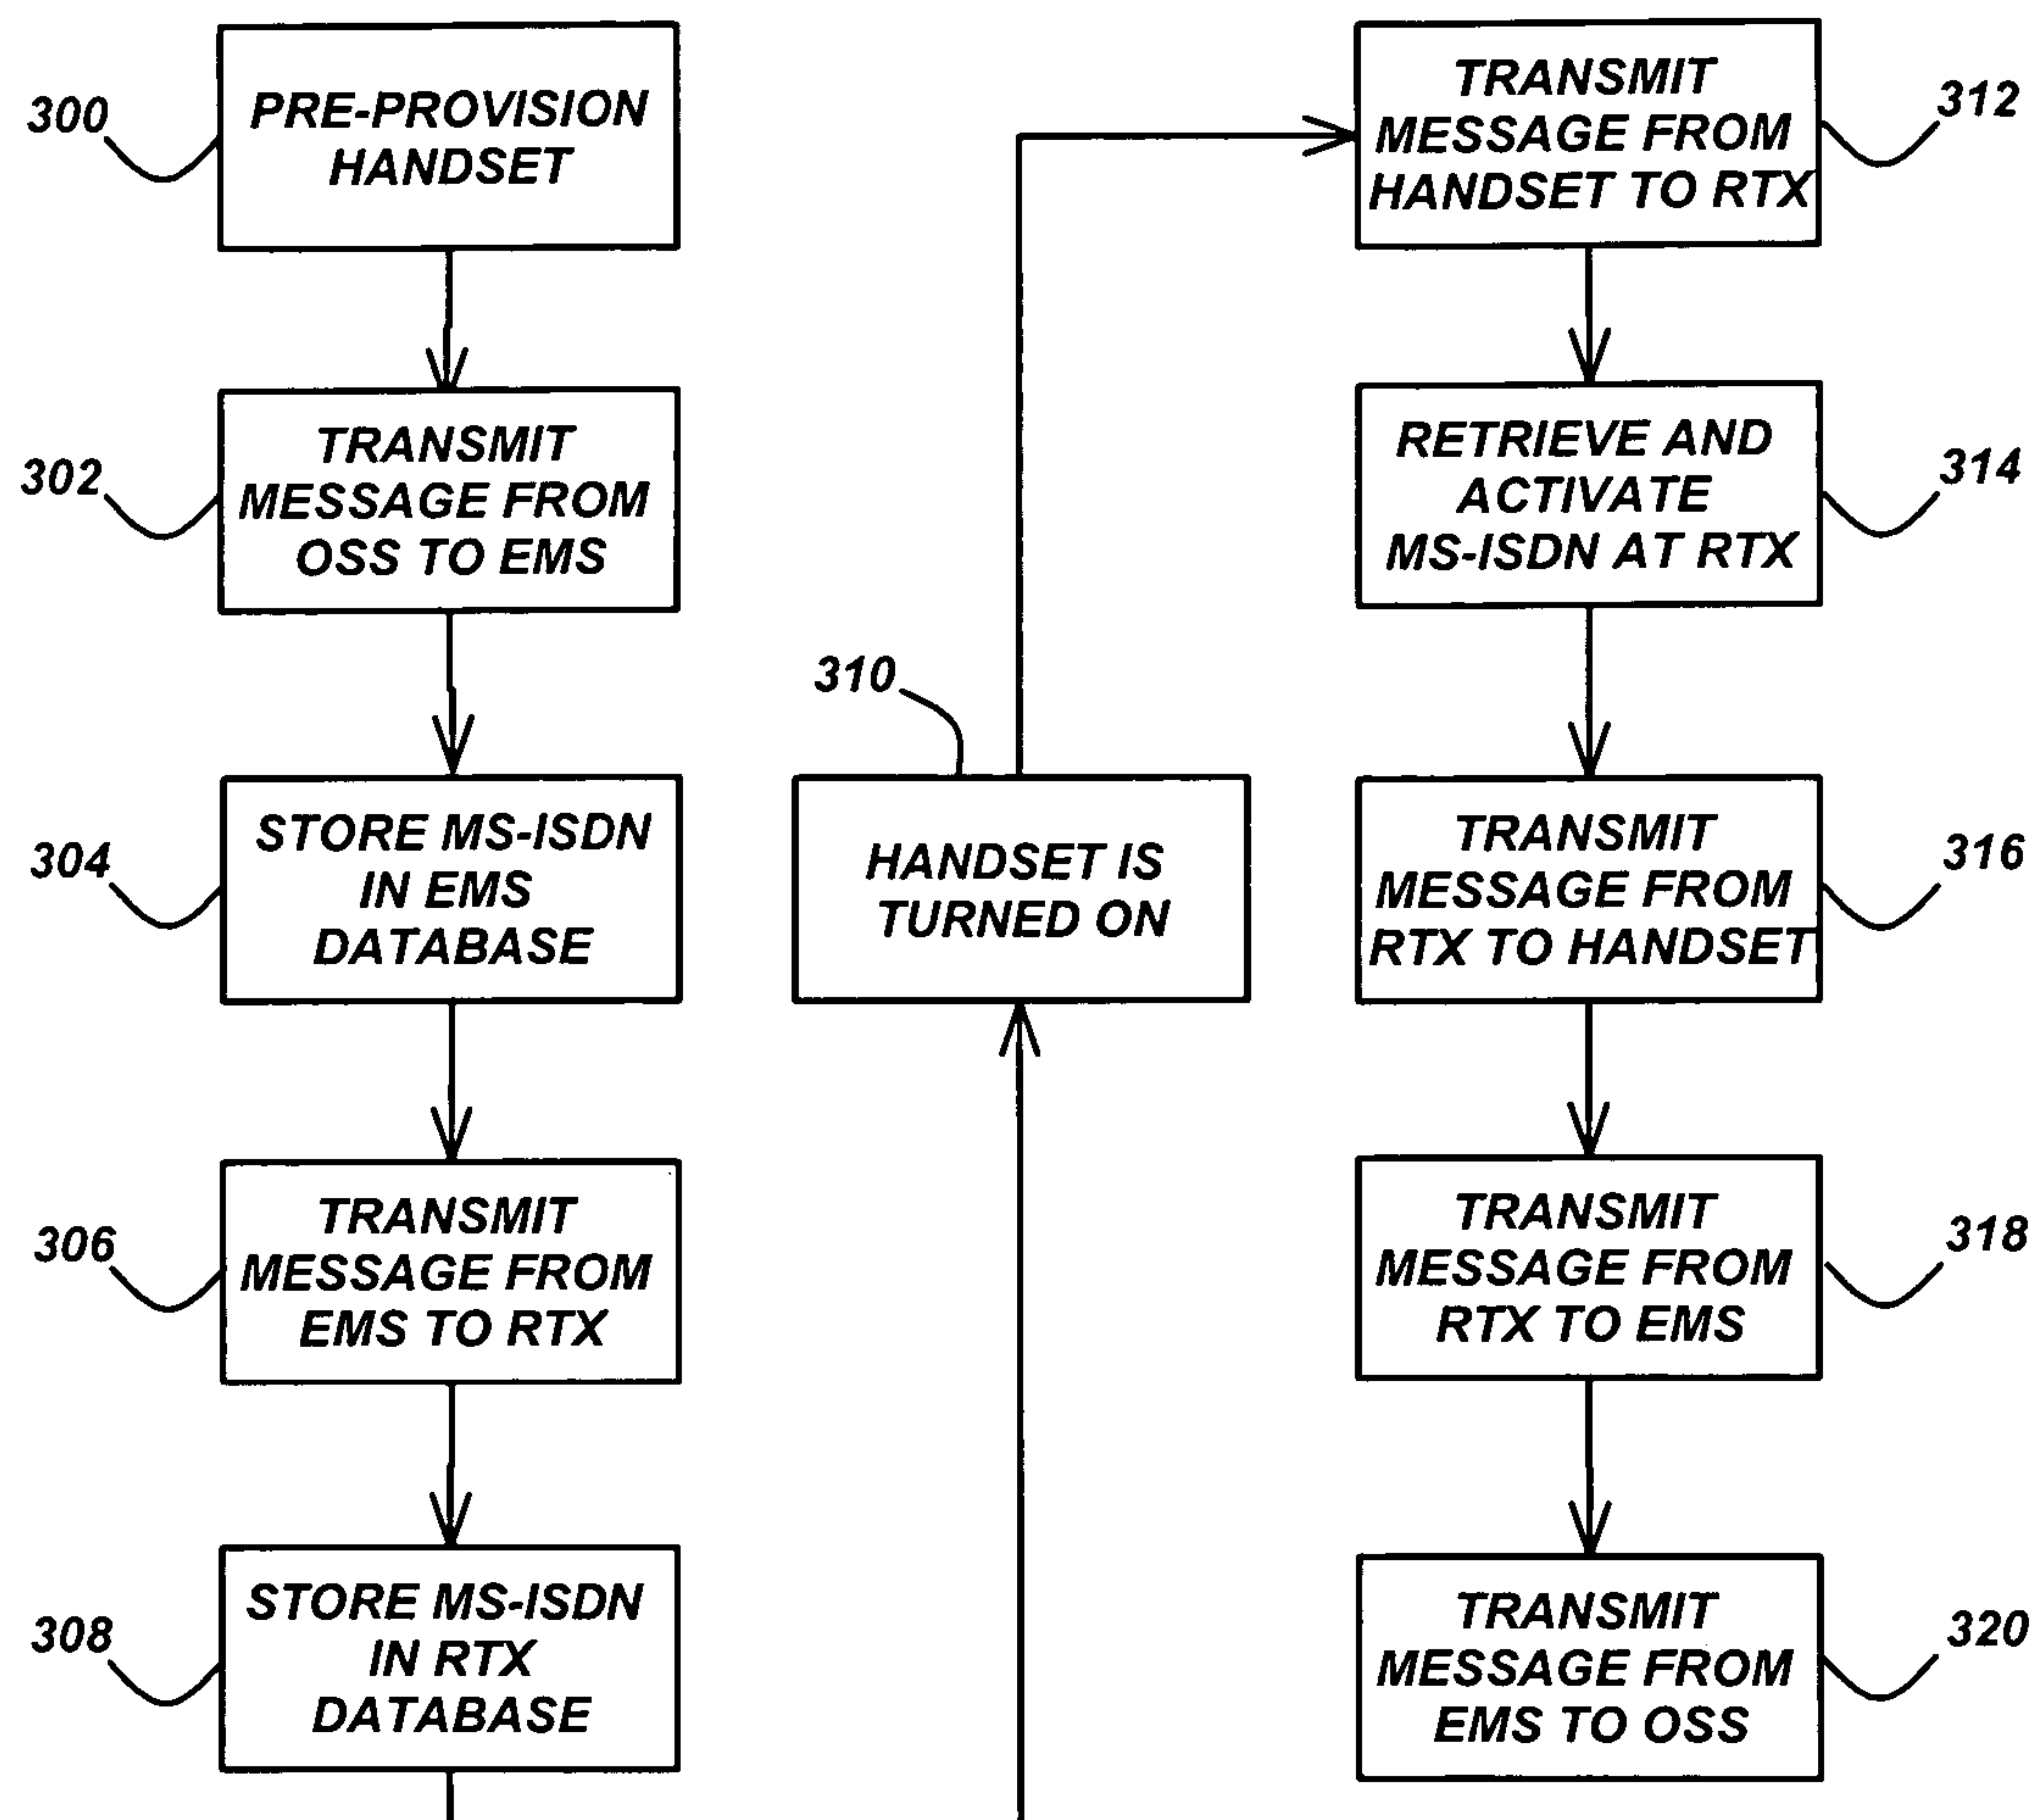 300
PRE-PROVISION
HANDSET
302
TRANSMIT
MESSAGE FROM
OSS TO EMS
304
STORE MS-ISDN
IN EMS
DATABASE
306
TRANSMIT
MESSAGE FROM
EMS TO RTX
308
STORE MS-ISDN
IN RTX
DATABASE
310
HANDSET IS
TURNED ON
312
TRANSMIT
MESSAGE FROM
HANDSET TO RTX
314
RETRIEVE AND
ACTIVATE
MS-ISDN AT RTX
316
TRANSMIT
MESSAGE FROM
RTX TO HANDSET
318
TRANSMIT
MESSAGE FROM
RTX TO EMS
320
TRANSMIT
MESSAGE FROM
EMS TO OSS